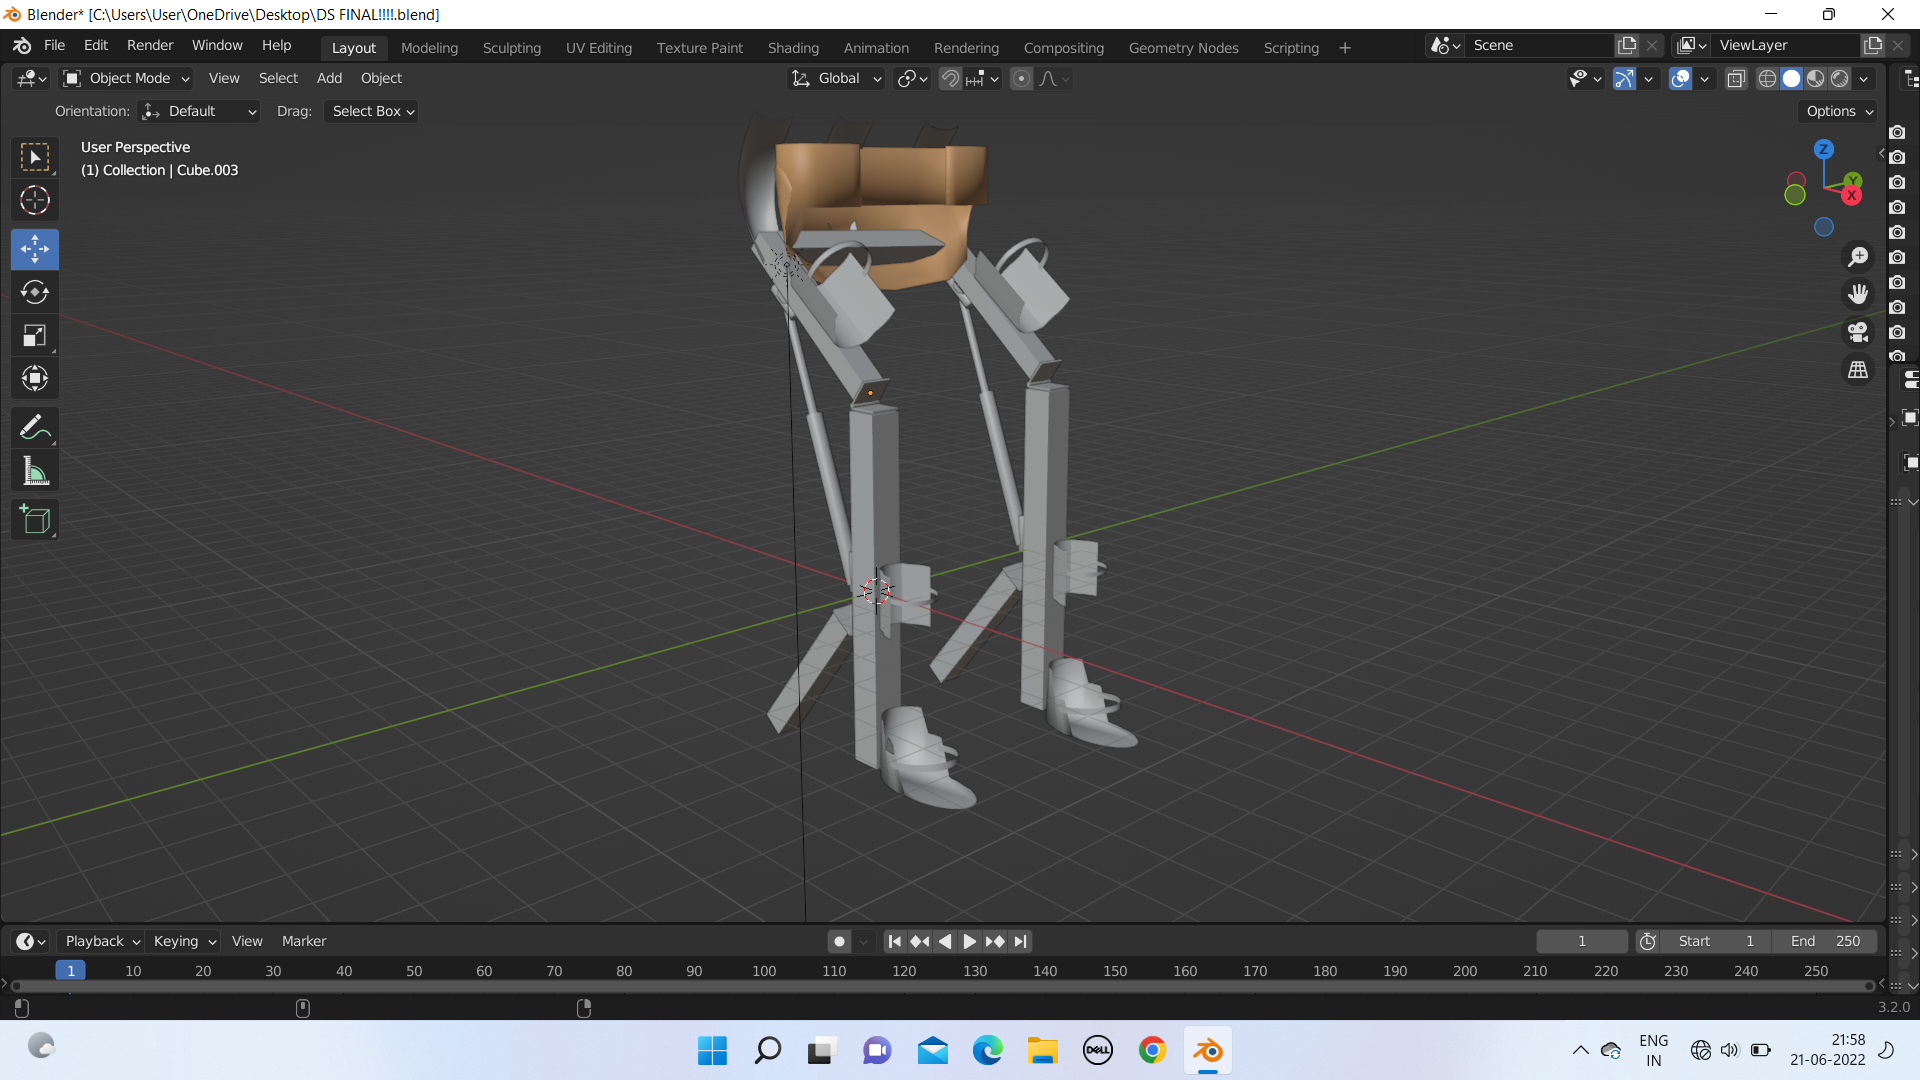 Blender* [C:\Users\User\OneDrive\Desktop\DS FINAL!!!!.blend]
File Edit Render Window Help Layout Modeling Sculpting UV Editing Texture Paint Shading Animation Rendering Compositing Geometry Nodes Scripting + Scene ViewLayer
Object Mode View Select Add Object Global
Orientation: Default Drag: Select Box Options
User Perspective
(1) Collection | Cube.003
Z
Y
X
Playback Keying View Marker 1 Start 1 End 250
1 10 20 30 40 50 60 70 80 90 100 110 120 130 140 150 160 170 180 190 200 210 220 230 240 250
3.2.0
DELL
ENG
IN
21:58
21-06-2022